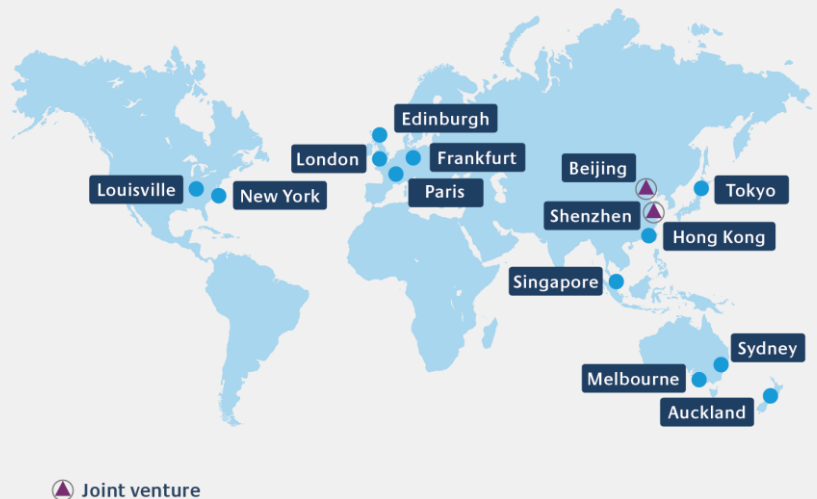 Edinburgh
London
Frankfurt
Paris
Louisville
New York
Beijing
Shenzhen
Tokyo
Hong Kong
Singapore
Sydney
Melbourne
Auckland
Joint venture